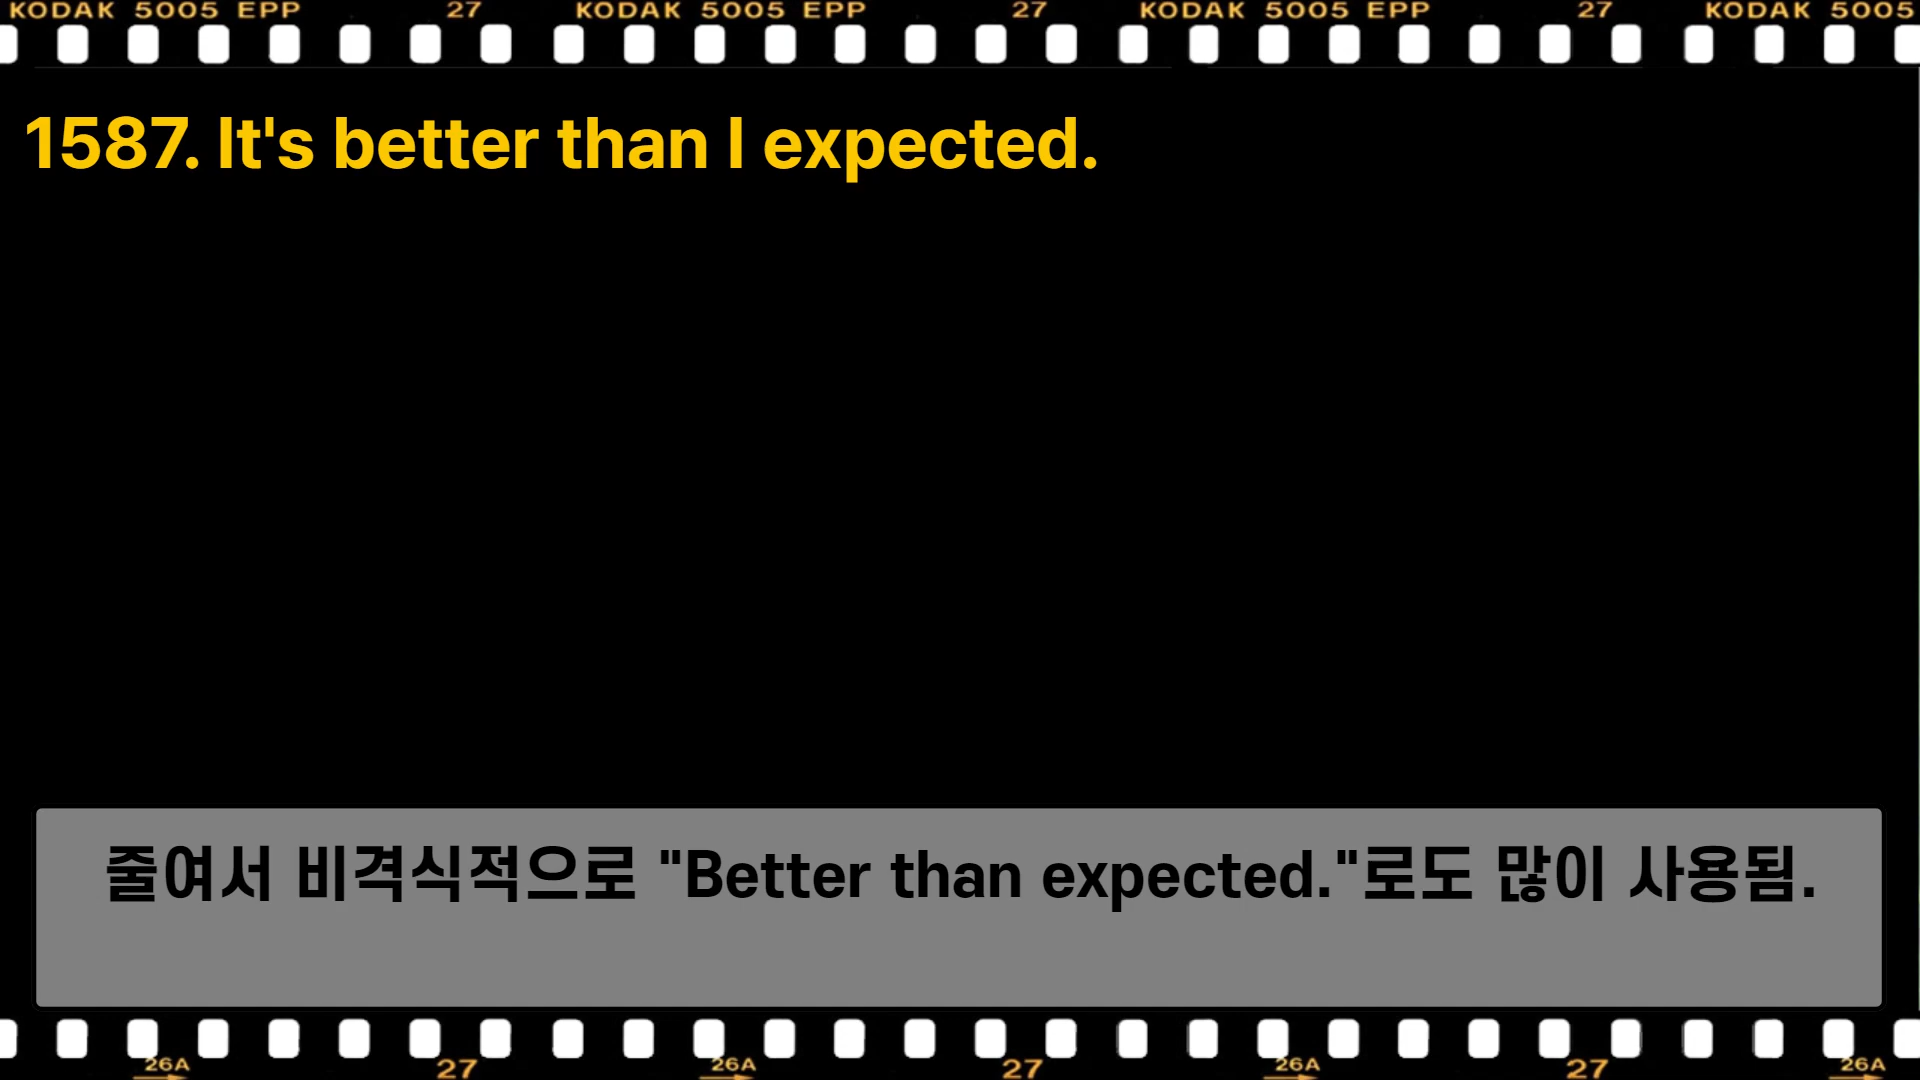 KODAK 5005 EPP 27 KODAK 5005 EPP 27 KODAK 5005 EPP 27 KODAK 5005
1587. It's better than I expected.
줄여서 비격식적으로 "Better than expected."로도 많이 사용됨.
26A 27 26A 27 26A 27 26A